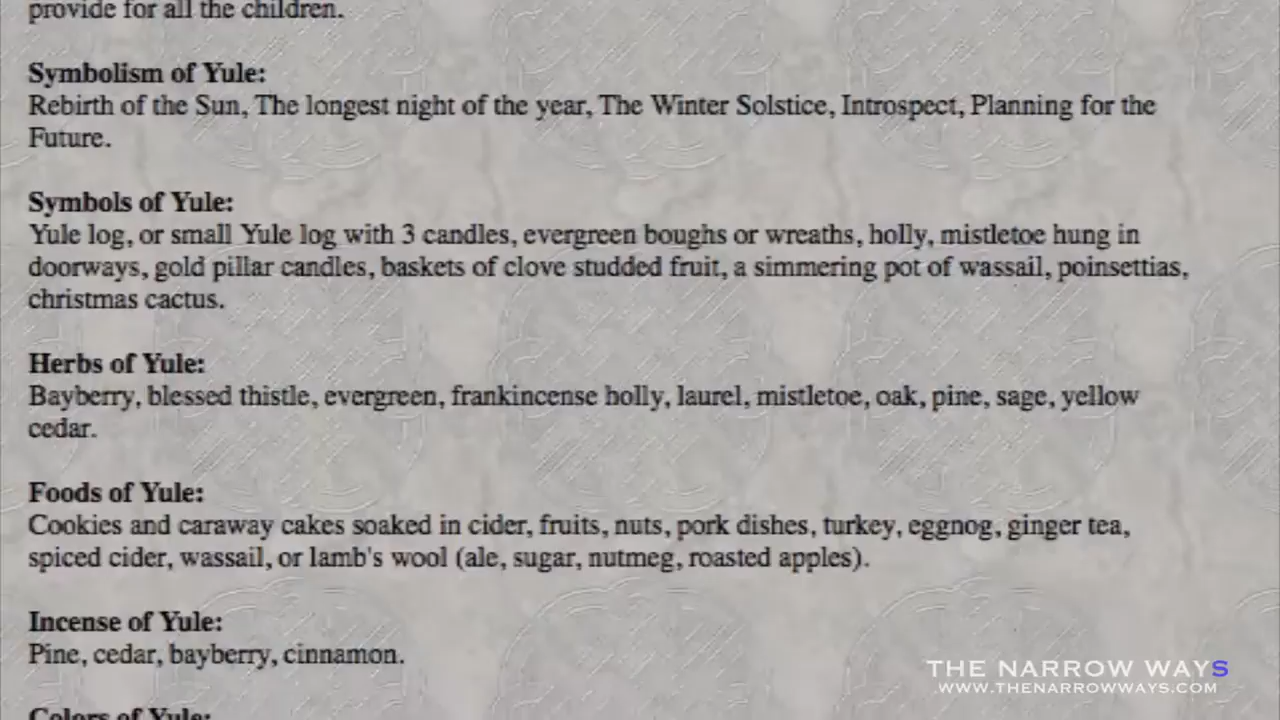 provide for all the children.
Symbolism of Yule:
Rebirth of the Sun, The longest night of the year, The Winter Solstice, Introspect, Planning for the
Future.
Symbols of Yule:
Yule log, or small Yule log with 3 candles, evergreen boughs or wreaths, holly, mistletoe hung in
doorways, gold pillar candles, baskets of clove studded fruit, a simmering pot of wassail, poinsettias,
christmas cactus.
Herbs of Yule:
Bayberry, blessed thistle, evergreen, frankincense holly, laurel, mistletoe, oak, pine, sage, yellow
cedar.
Foods of Yule:
Cookies and caraway cakes soaked in cider, fruits, nuts, pork dishes, turkey, eggnog, ginger tea,
spiced cider, wassail, or lamb's wool (ale, sugar, nutmeg, roasted apples).
Incense of Yule:
Pine, cedar, bayberry, cinnamon.
THE NARROW WAYS
WWW.THENARROWWAYS.COM
Colors of Yule: